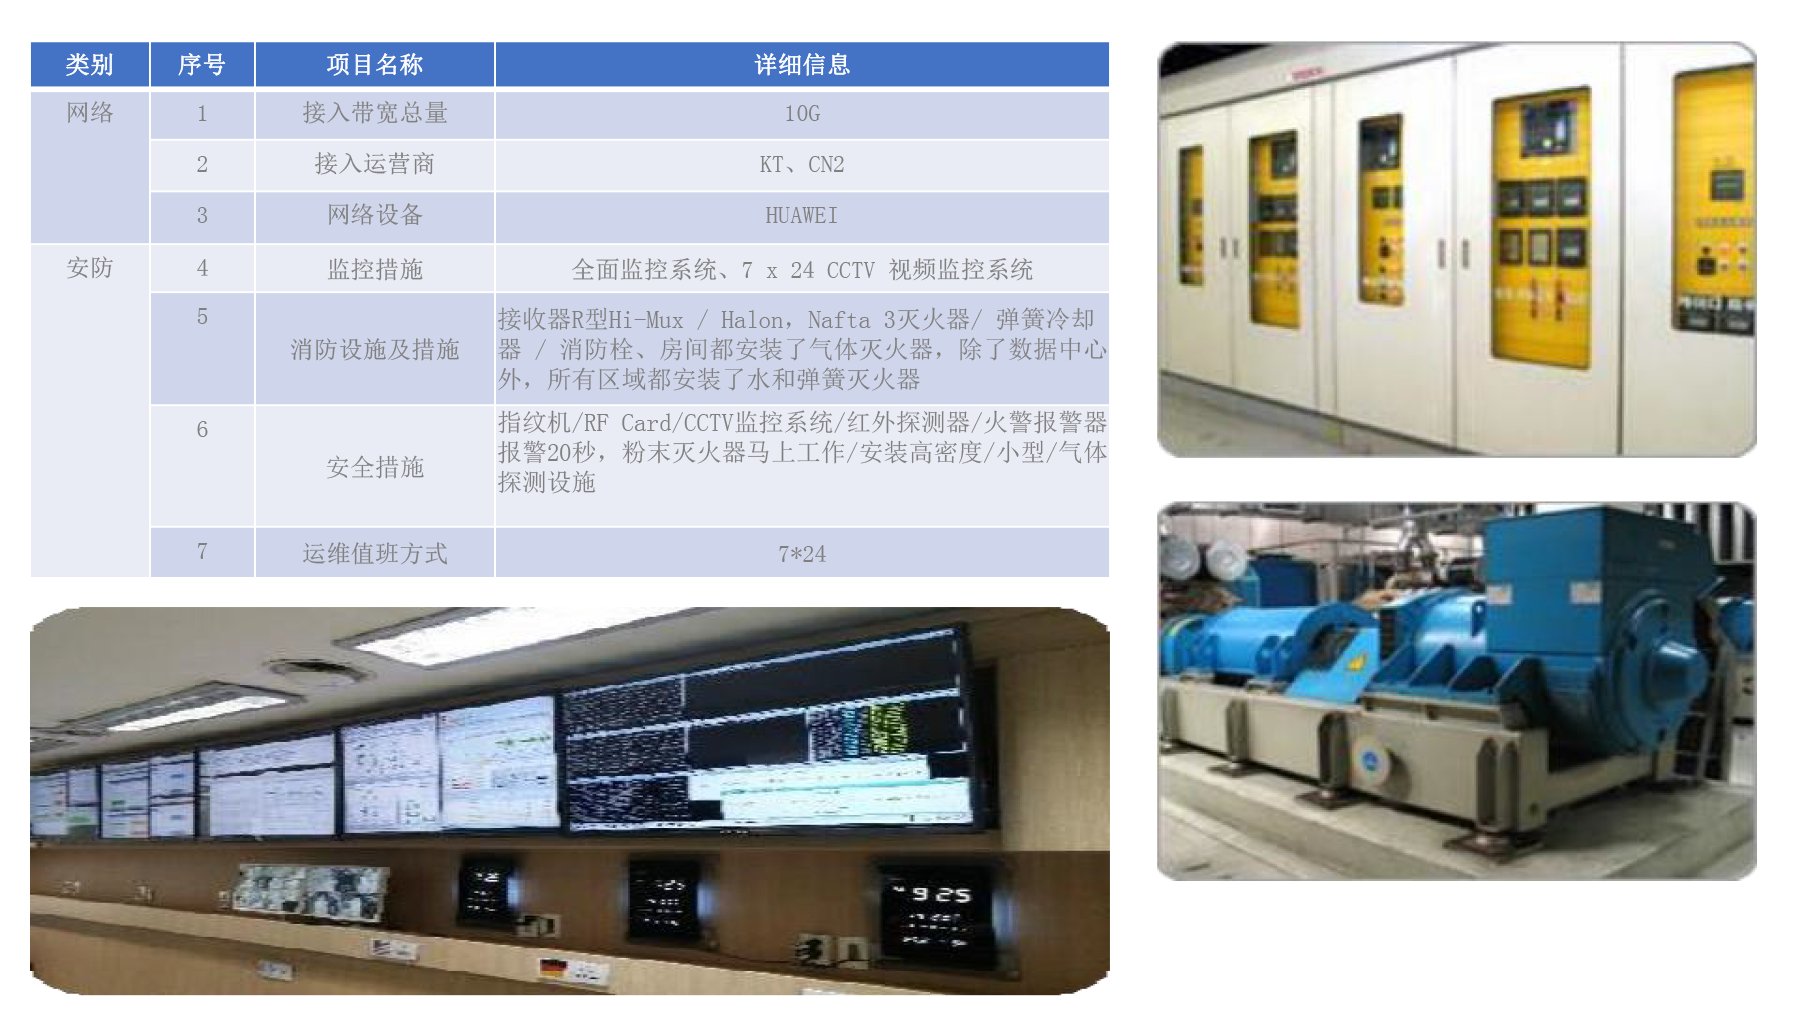 类别 序号 项目名称 详细信息
网络 1 接入带宽总量 10G
2 接入运营商 KT、CN2
3 网络设备 HUAWEI
安防 4 监控措施 全面监控系统、7 x 24 CCTV 视频监控系统
5 消防设施及措施 接收器R型Hi-Mux / Halon，Nafta 3灭火器/ 弹簧冷却
器 / 消防栓、房间都安装了气体灭火器，除了数据中心
外，所有区域都安装了水和弹簧灭火器
6 安全措施 指纹机/RF Card/CCTV监控系统/红外探测器/火警报警器
报警20秒，粉末灭火器马上工作/安装高密度/小型/气体
探测设施
7 运维值班方式 7*24
9 25